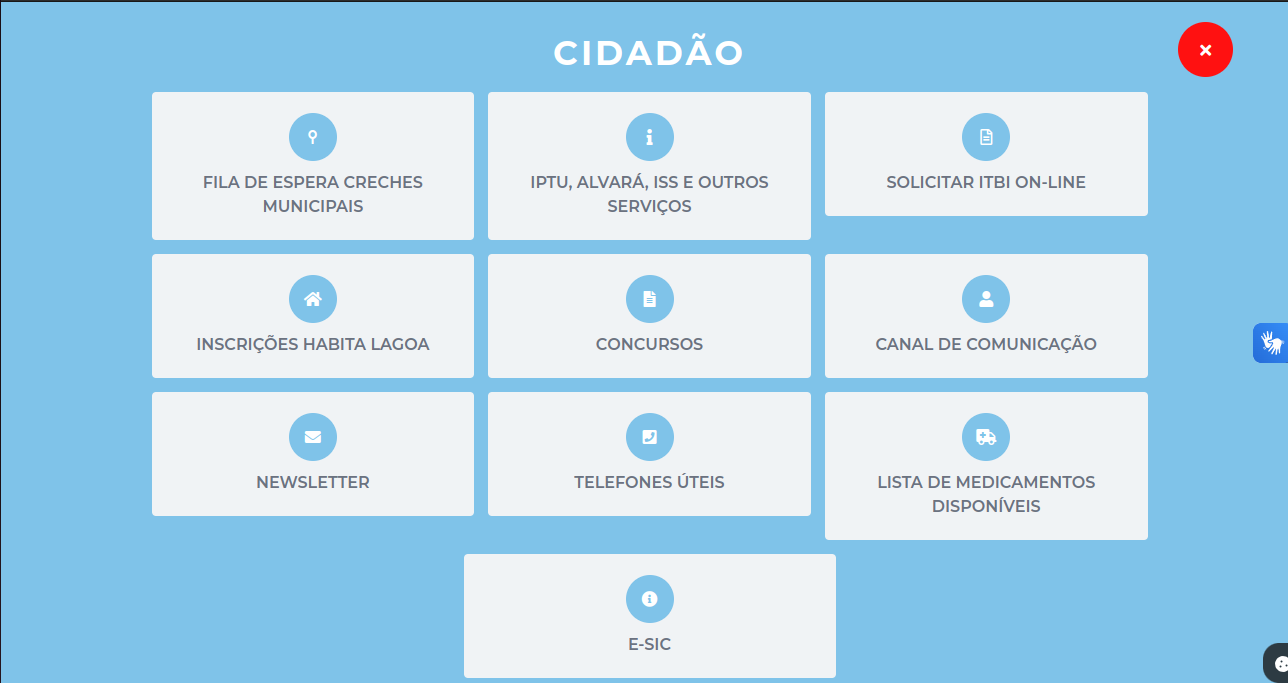 CIDADÃO
FILA DE ESPERA CRECHES
MUNICIPAIS
IPTU, ALVARÁ, ISS E OUTROS
SERVIÇOS
SOLICITAR ITBI ON-LINE
INSCRIÇÕES HABITA LAGOA
CONCURSOS
CANAL DE COMUNICAÇÃO
NEWSLETTER
TELEFONES ÚTEIS
LISTA DE MEDICAMENTOS
DISPONÍVEIS
E-SIC